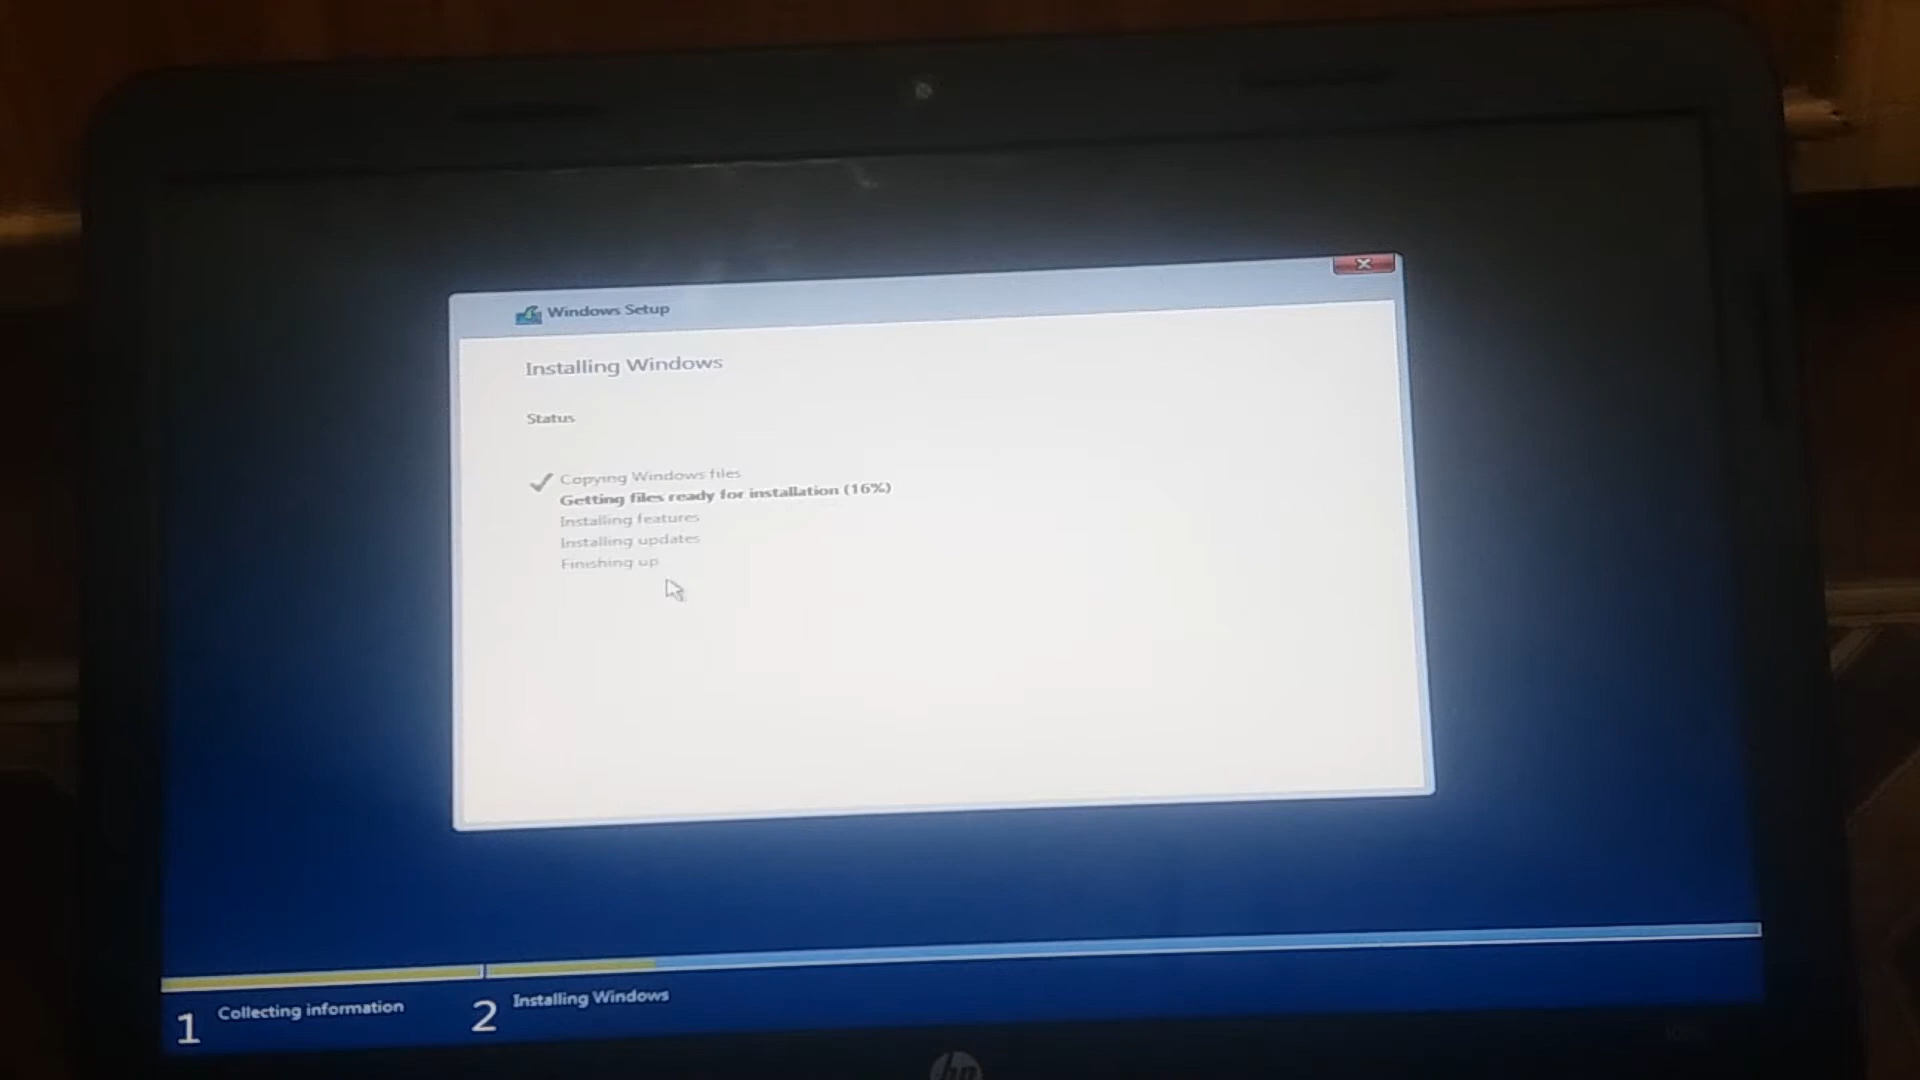 Windows Setup
Installing Windows
Status
Copying Windows files
Getting files ready for installation (16%)
Installing features
Installing updates
Finishing up
1 Collecting information
2 Installing Windows
hp